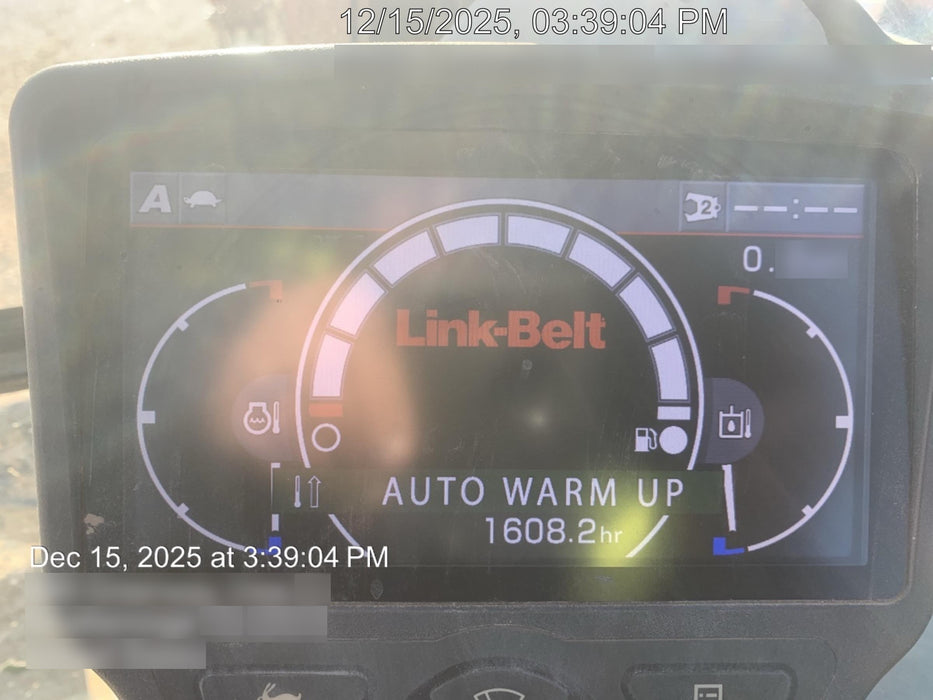 12/15/2025, 03:39:04 PM
A
2 --:--
0.
Link-Belt
AUTO WARM UP
1608.2hr
Dec 15, 2025 at 3:39:04 PM